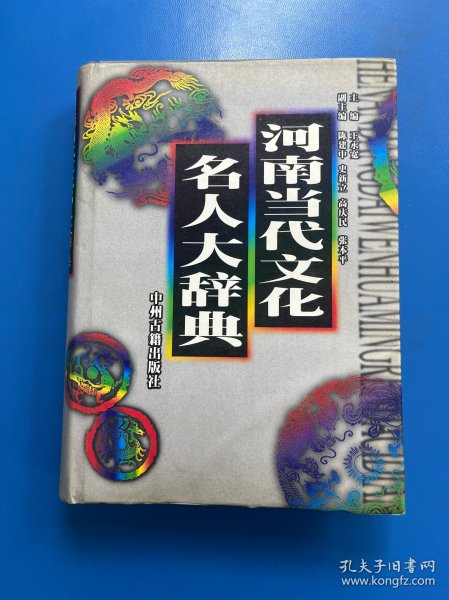 主编 王永宽
副主编 陈建中 史新立 高庆民 张本平
河南当代文化
名人大辞典
中州古籍出版社
孔夫子旧书网
www.kongfz.com